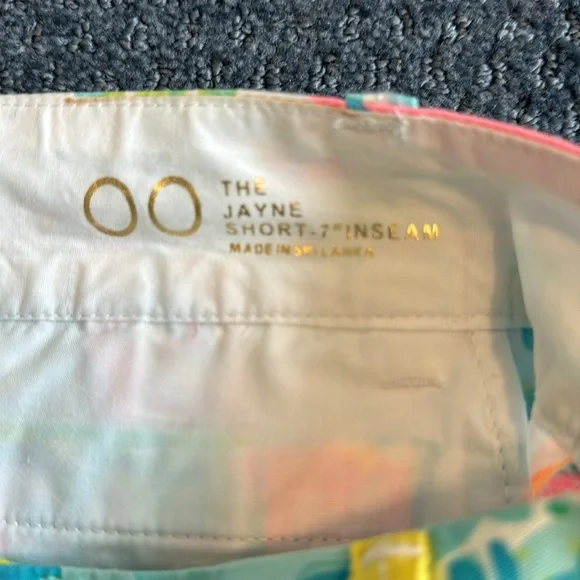 00
THE
JAYNE
SHORT-7" INSEAM
MADE IN SRI LANKA